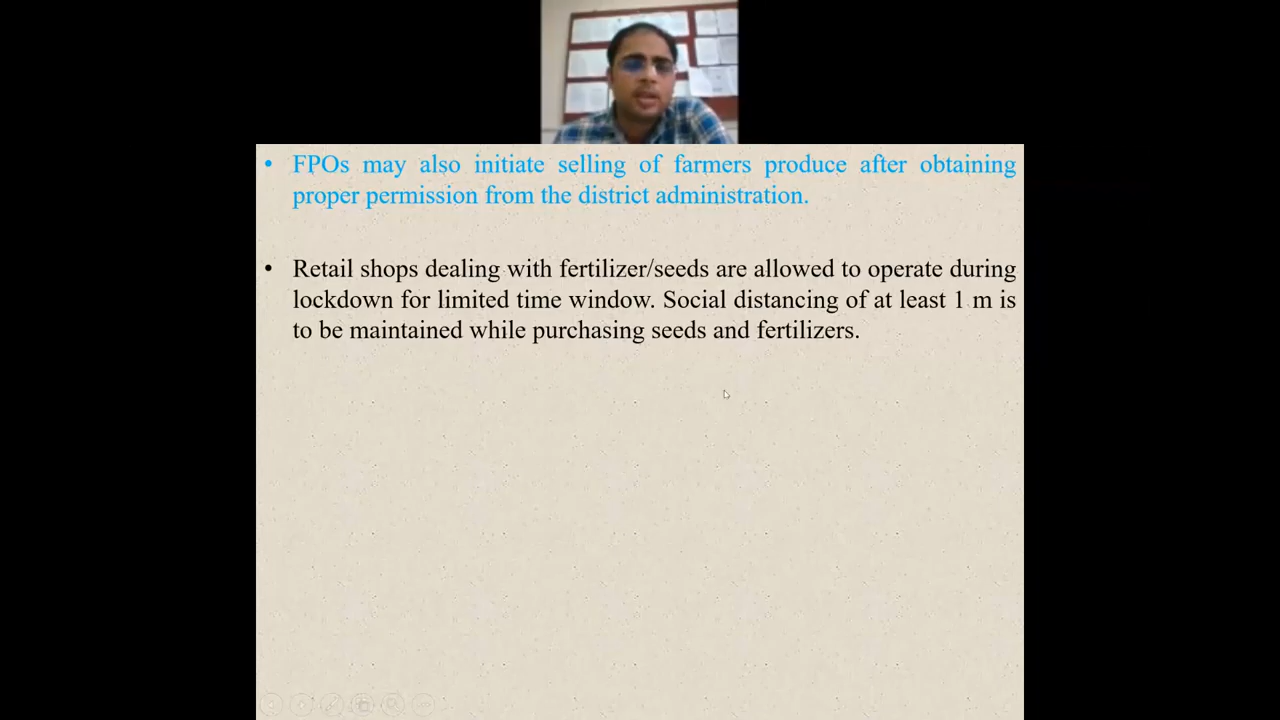 • FPOs may also initiate selling of farmers produce after obtaining
proper permission from the district administration.
• Retail shops dealing with fertilizer/seeds are allowed to operate during
lockdown for limited time window. Social distancing of at least 1 m is
to be maintained while purchasing seeds and fertilizers.